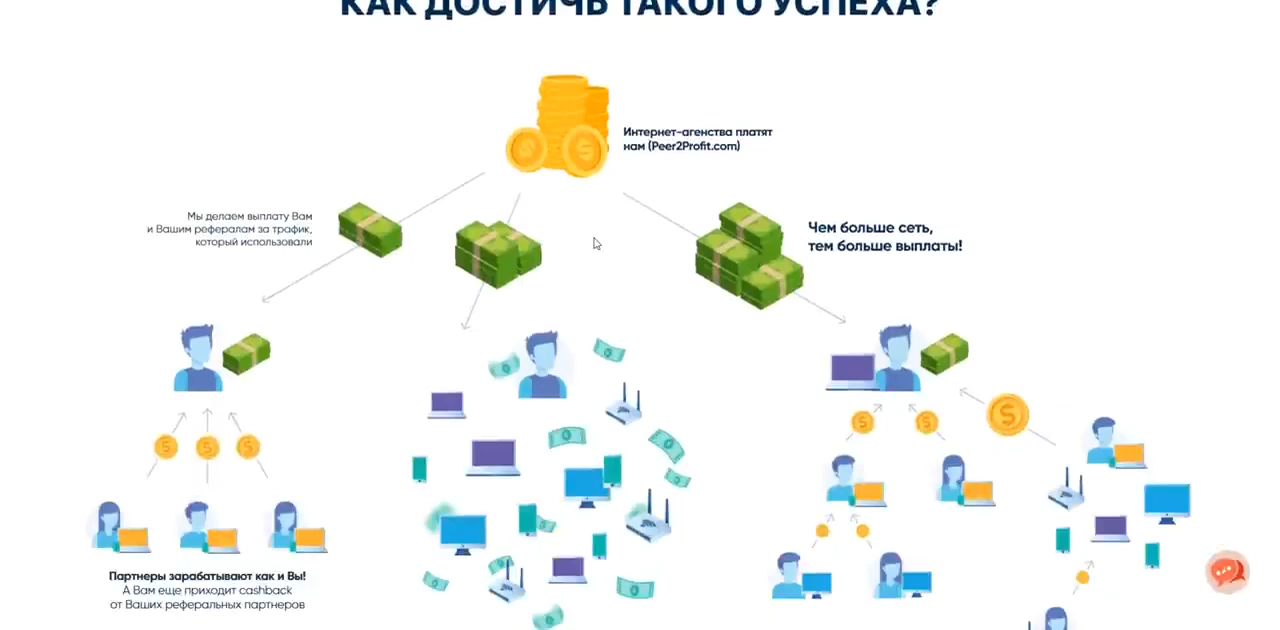 КАК ДОСТИЧЬ ТАКОГО УСПЕХА?
Интернет-агенства платят
нам (Peer2Profit.com)
Мы делаем выплату Вам
и Вашим рефералам за трафик,
который использовали
Чем больше сеть,
тем больше выплаты!
Партнеры зарабатывают как и Вы!
А Вам еще приходит cashback
от Ваших реферальных партнеров